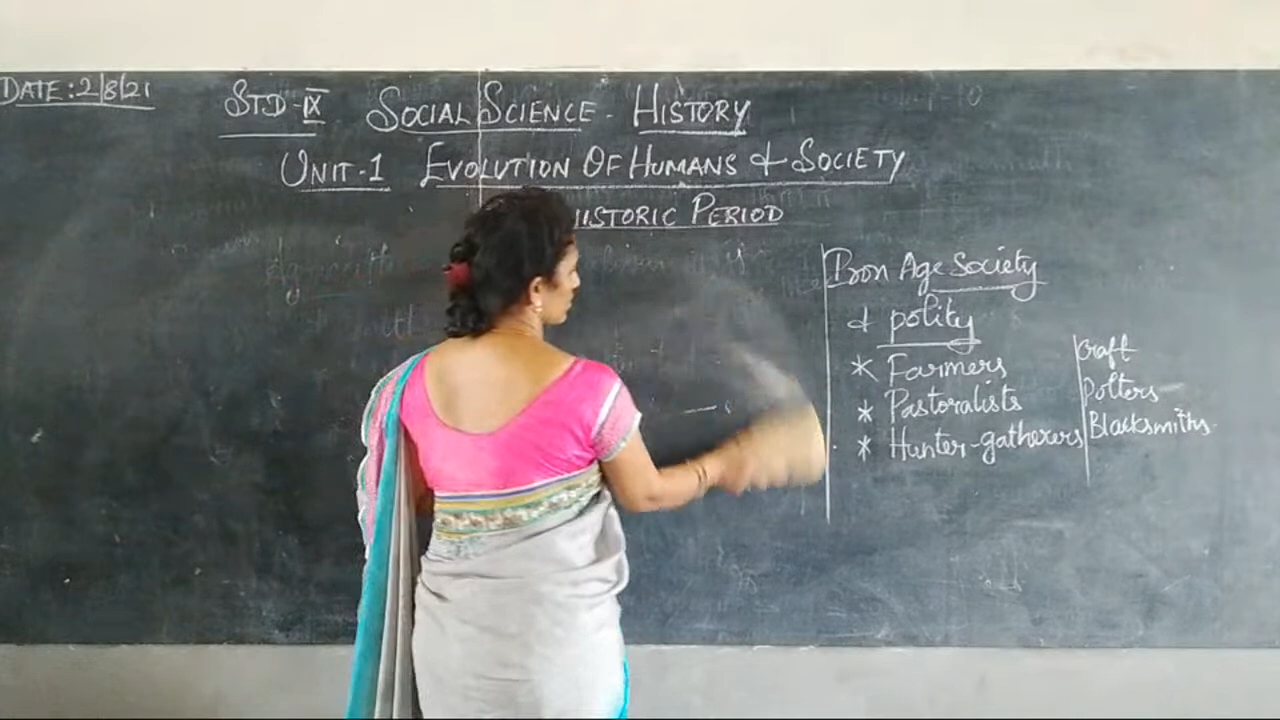 DATE: 2/8/21
STD-IX SOCIAL SCIENCE - HISTORY
UNIT-1 EVOLUTION OF HUMANS & SOCIETY
HISTORIC PERIOD
Iron Age Society
& polity
* Farmers
* Pastoralists
* Hunter-gatherers
Craft
Potters
Blacksmiths.